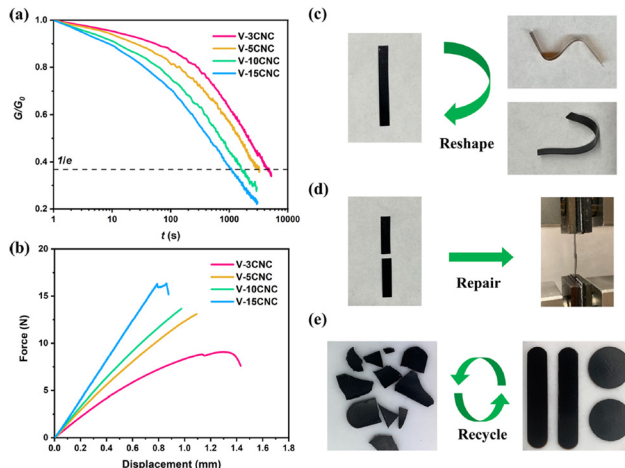 (a)
1.0
0.8
0.6
0.4
0.2
G/G0
1/e
V-3CNC
V-5CNC
V-10CNC
V-15CNC
1
10
100
1000
10000
t (s)
(b)
20
15
10
5
0
Force (N)
V-3CNC
V-5CNC
V-10CNC
V-15CNC
0.0
0.2
0.4
0.6
0.8
1.0
1.2
1.4
1.6
1.8
Displacement (mm)
(c)
Reshape
(d)
Repair
(e)
Recycle